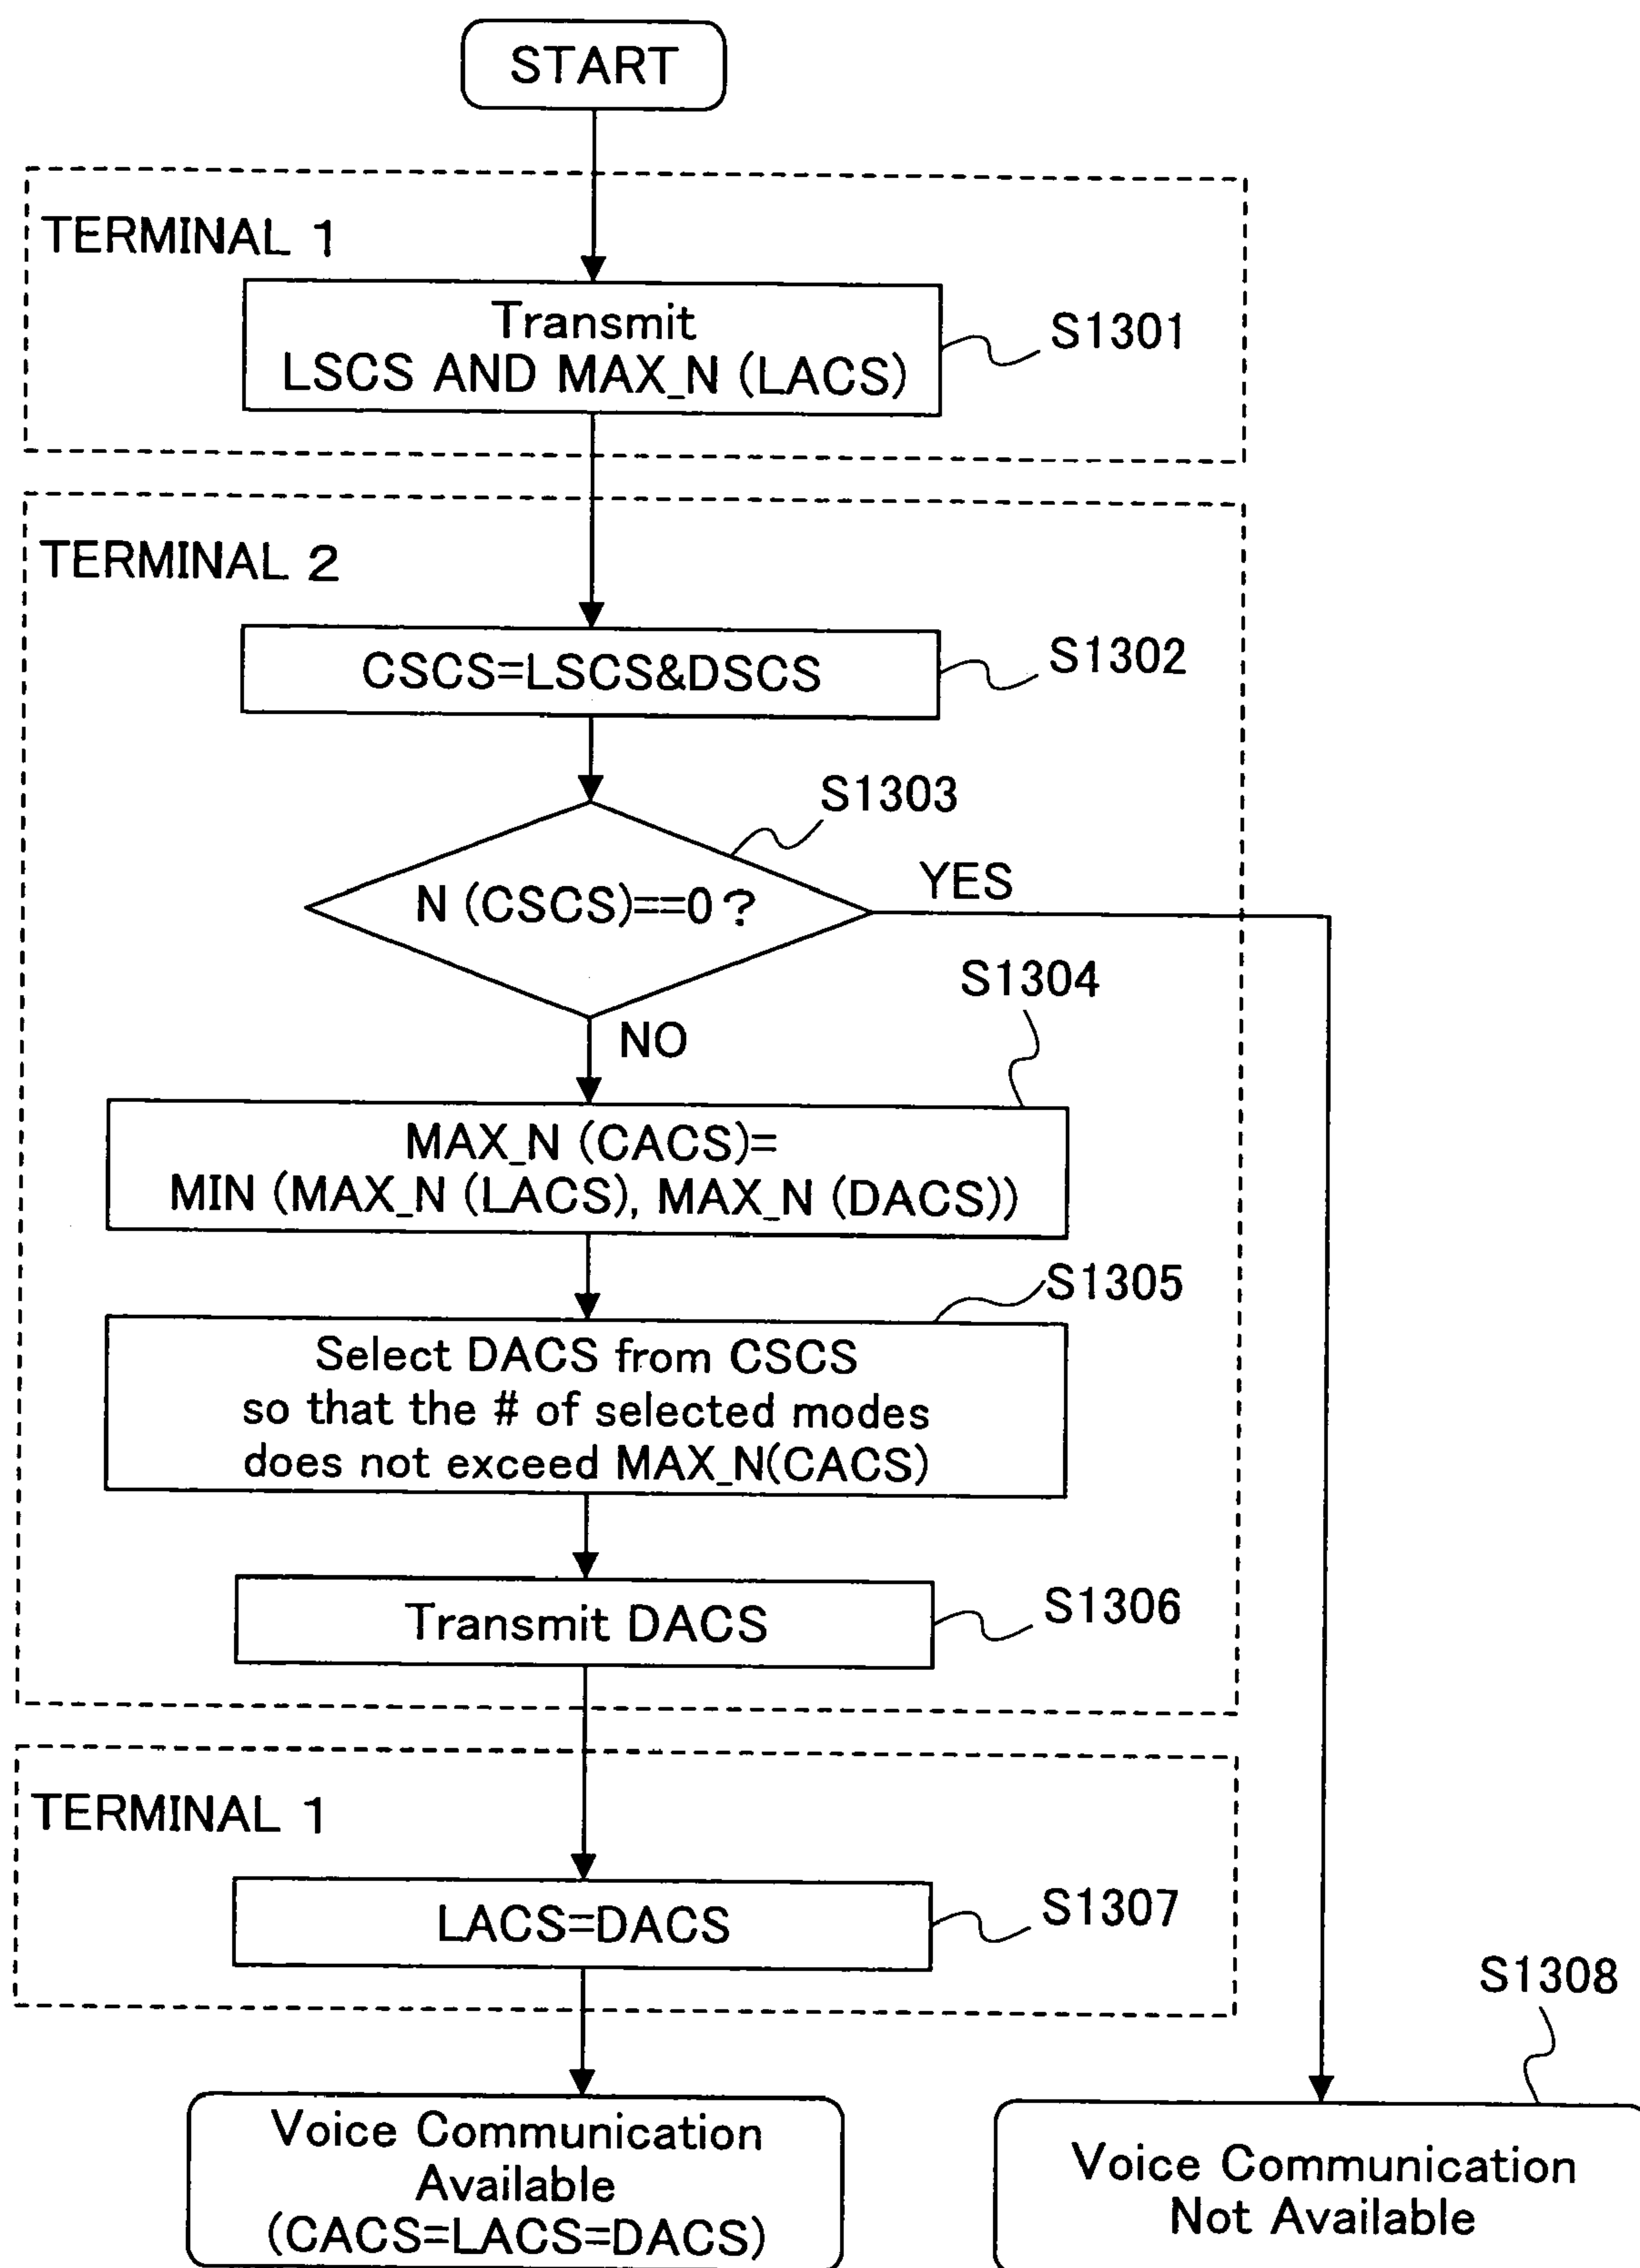 START
TERMINAL 1
Transmit
LSCS AND MAX_N (LACS)
S1301
TERMINAL 2
CSCS=LSCS&DSCS
S1302
S1303
N (CSCS)==0?
YES
NO
S1304
MAX_N (CACS)=
MIN (MAX_N (LACS), MAX_N (DACS))
S1305
Select DACS from CSCS
so that the # of selected modes
does not exceed MAX_N(CACS)
Transmit DACS
S1306
TERMINAL 1
LACS=DACS
S1307
S1308
Voice Communication
Available
(CACS=LACS=DACS)
Voice Communication
Not Available